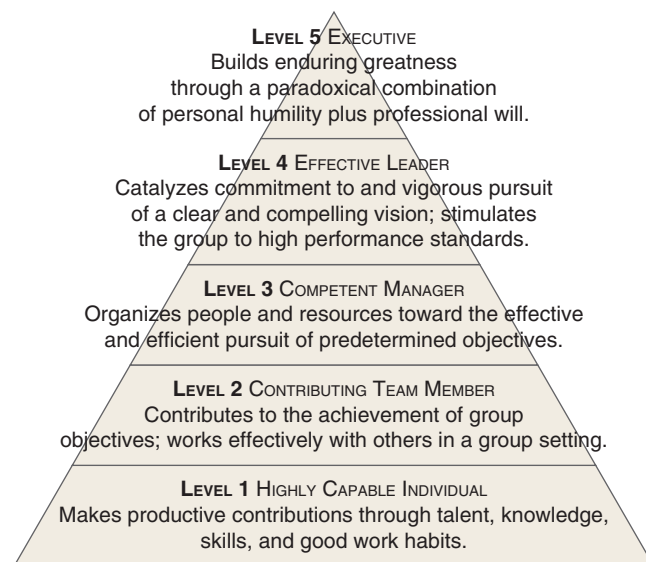 LEVEL 5 EXECUTIVE
Builds enduring greatness
through a paradoxical combination
of personal humility plus professional will.
LEVEL 4 EFFECTIVE LEADER
Catalyzes commitment to and vigorous pursuit
of a clear and compelling vision; stimulates
the group to high performance standards.
LEVEL 3 COMPETENT MANAGER
Organizes people and resources toward the effective
and efficient pursuit of predetermined objectives.
LEVEL 2 CONTRIBUTING TEAM MEMBER
Contributes to the achievement of group
objectives; works effectively with others in a group setting.
LEVEL 1 HIGHLY CAPABLE INDIVIDUAL
Makes productive contributions through talent, knowledge,
skills, and good work habits.